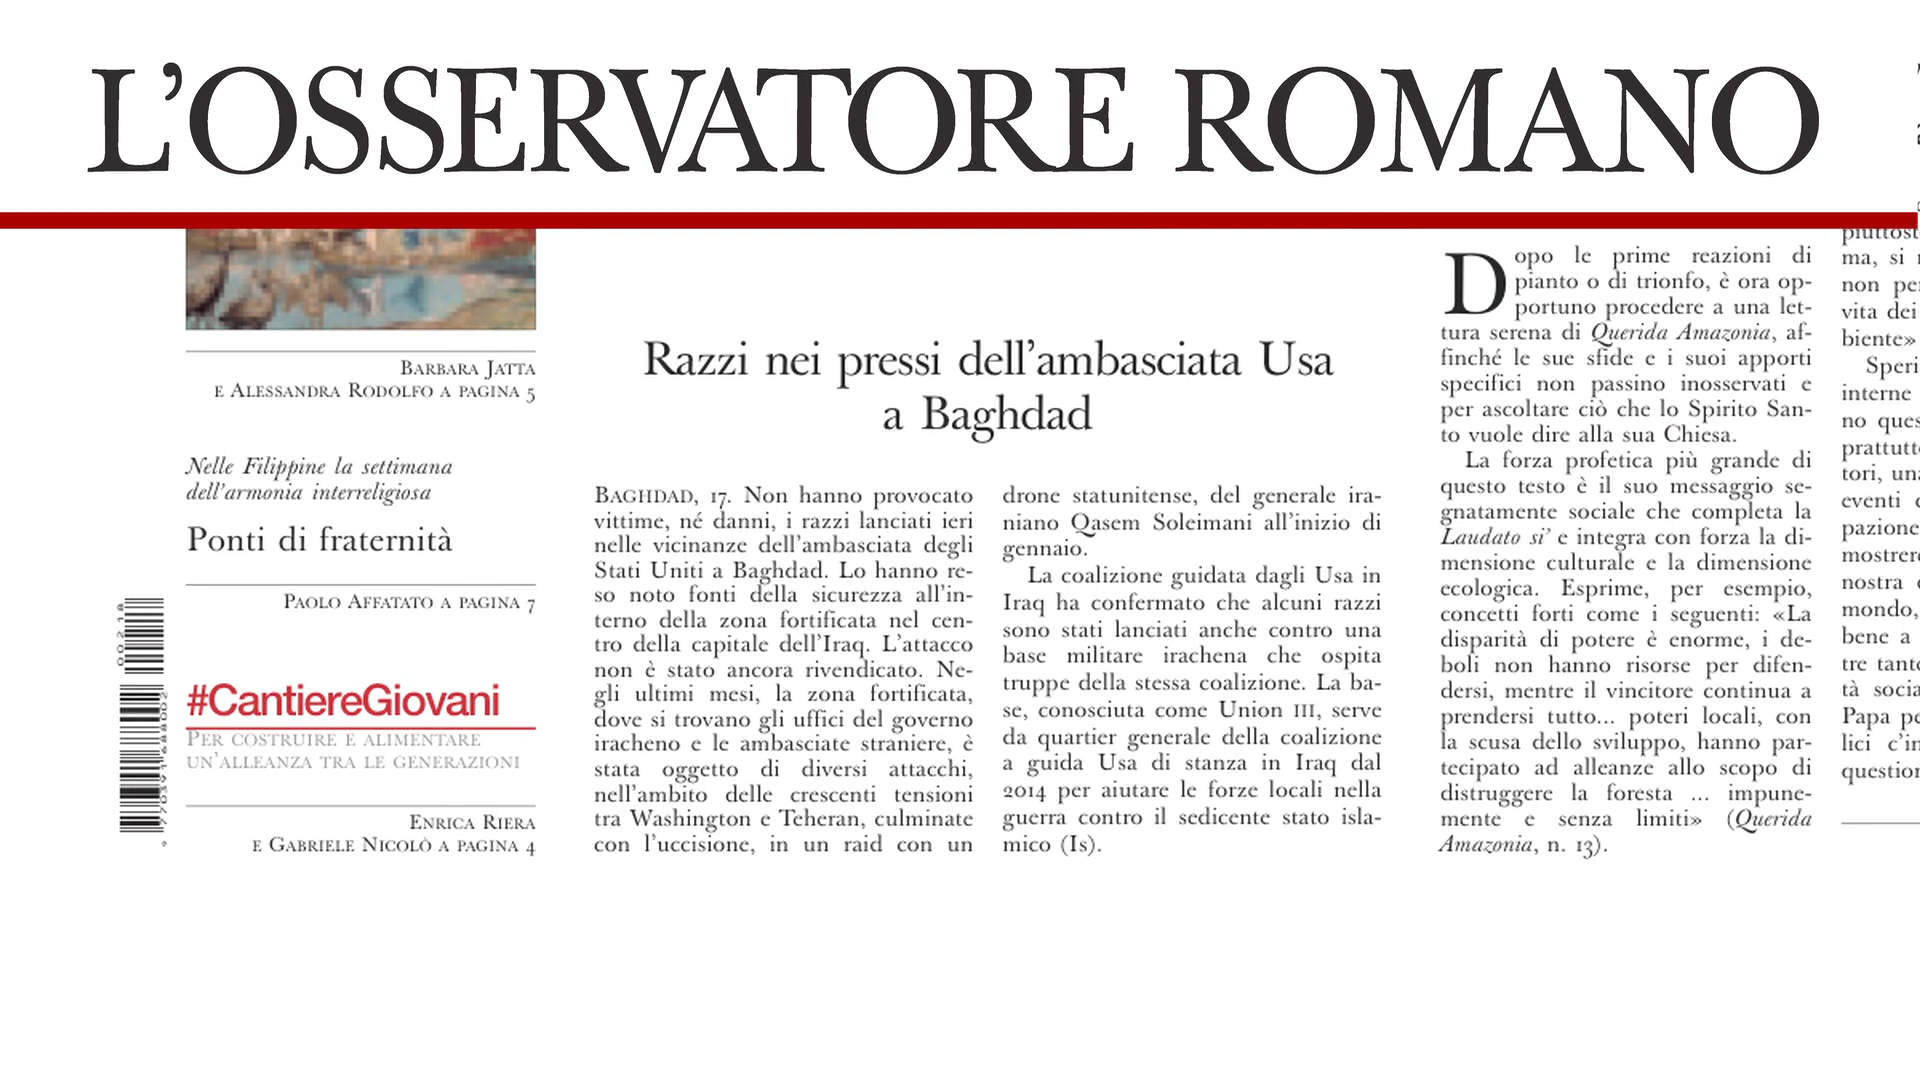 L'OSSERVATORE ROMANO
BARBARA JATTA
E ALESSANDRA RODOLFO A PAGINA 5
Nelle Filippine la settimana
dell'armonia interreligiosa
Ponti di fraternità
PAOLO AFFATATO A PAGINA 7
#CantiereGiovani
PER COSTRUIRE E ALIMENTARE
UN'ALLEANZA TRA LE GENERAZIONI
ENRICA RIERA
E GABRIELE NICOLÒ A PAGINA 4
Razzi nei pressi dell'ambasciata Usa
a Baghdad
BAGHDAD, 17. Non hanno provocato
vittime, né danni, i razzi lanciati ieri
nelle vicinanze dell'ambasciata degli
Stati Uniti a Baghdad. Lo hanno re-
so noto fonti della sicurezza all'in-
terno della zona fortificata nel cen-
tro della capitale dell'Iraq. L'attacco
non è stato ancora rivendicato. Ne-
gli ultimi mesi, la zona fortificata,
dove si trovano gli uffici del governo
iracheno e le ambasciate straniere, è
stata oggetto di diversi attacchi,
nell'ambito delle crescenti tensioni
tra Washington e Teheran, culminate
con l'uccisione, in un raid con un
drone statunitense, del generale ira-
niano Qasem Soleimani all'inizio di
gennaio.
La coalizione guidata dagli Usa in
Iraq ha confermato che alcuni razzi
sono stati lanciati anche contro una
base militare irachena che ospita
truppe della stessa coalizione. La ba-
se, conosciuta come Union III, serve
da quartier generale della coalizione
a guida Usa di stanza in Iraq dal
2014 per aiutare le forze locali nella
guerra contro il sedicente stato isla-
mico (Is).
Dopo le prime reazioni di
pianto o di trionfo, è ora op-
portuno procedere a una let-
tura serena di Querida Amazonia, af-
finché le sue sfide e i suoi apporti
specifici non passino inosservati e
per ascoltare ciò che lo Spirito San-
to vuole dire alla sua Chiesa.
La forza profetica più grande di
questo testo è il suo messaggio se-
gnatamente sociale che completa la
Laudato si' e integra con forza la di-
mensione culturale e la dimensione
ecologica. Esprime, per esempio,
concetti forti come i seguenti: «La
disparità di potere è enorme, i de-
boli non hanno risorse per difen-
dersi, mentre il vincitore continua a
prendersi tutto... poteri locali, con
la scusa dello sviluppo, hanno par-
tecipato ad alleanze allo scopo di
distruggere la foresta ... impune-
mente e senza limiti» (Querida
Amazonia, n. 13).
ma, si
non
vita dei
biente»
interne
no
tori,
eventi
nostra
mondo,
bene a
tre
tà
Papa
lici